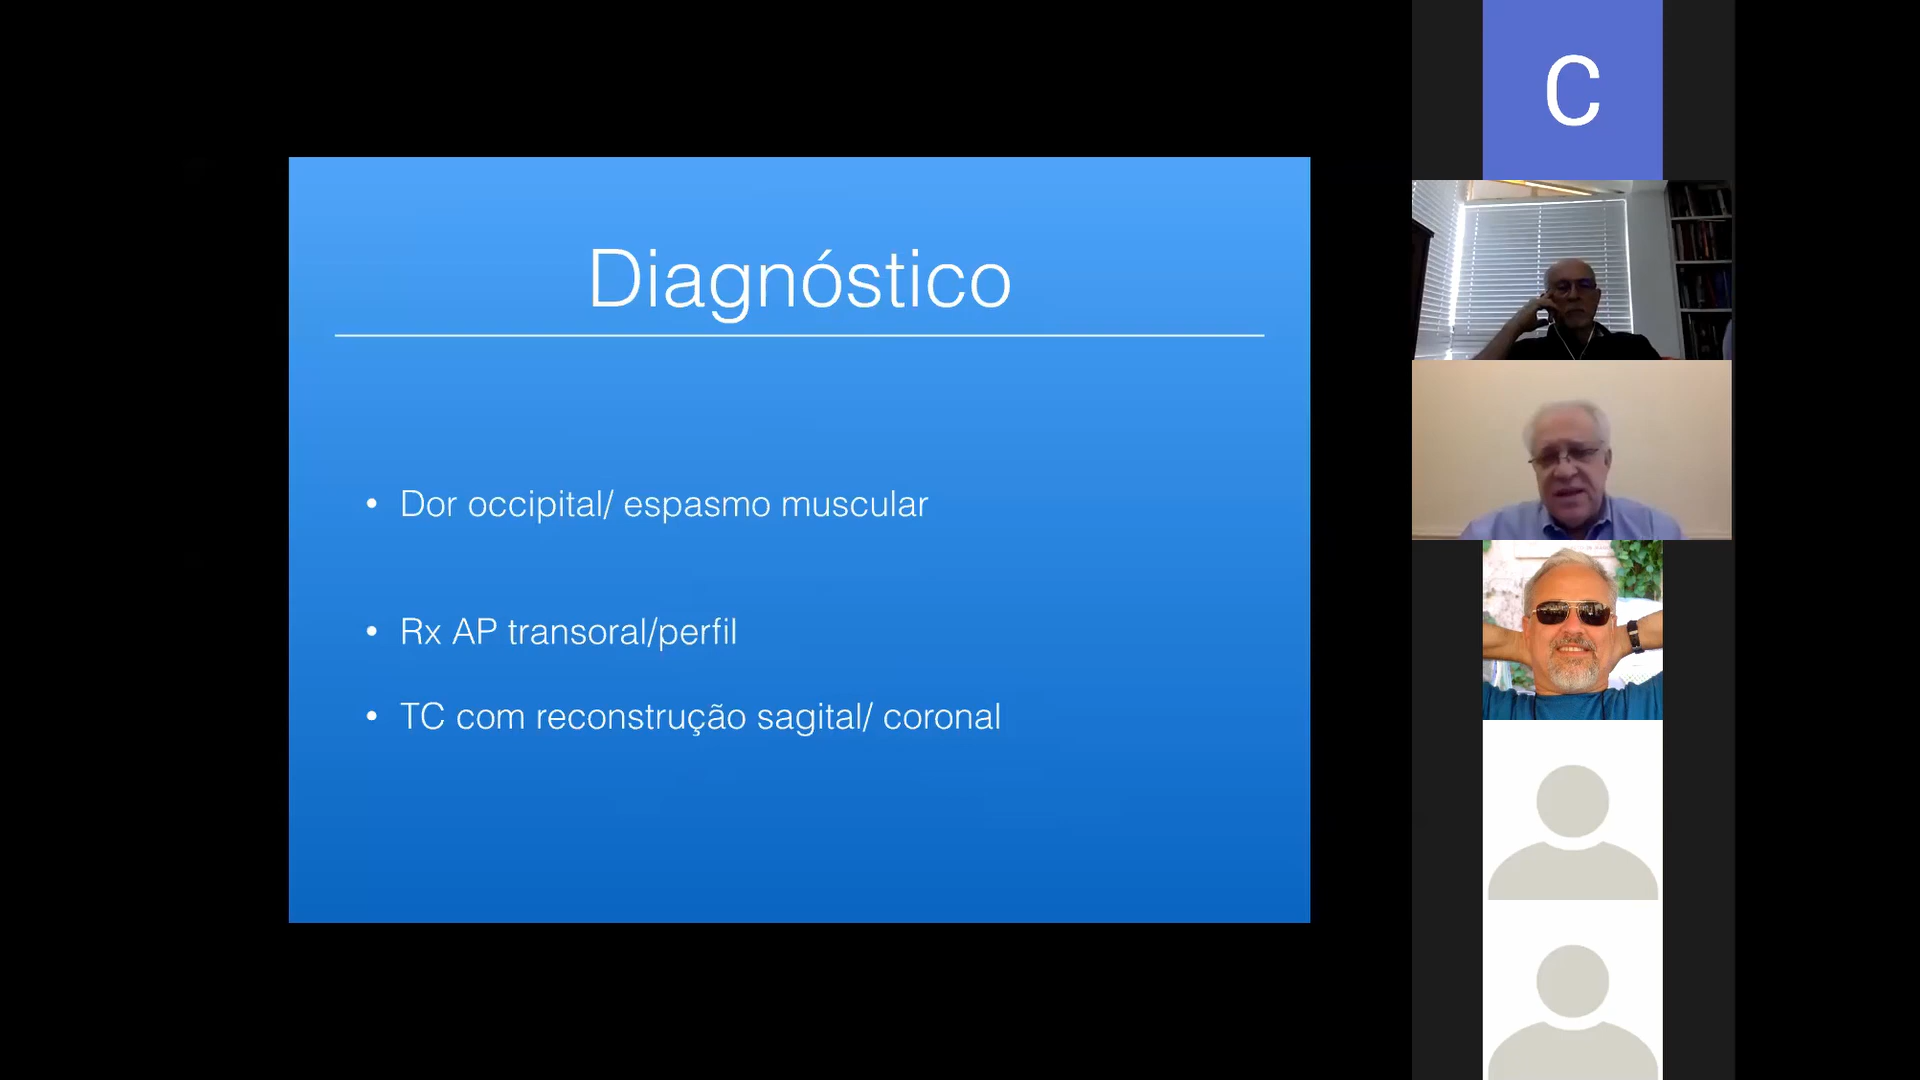 Diagnóstico
• Dor occipital/ espasmo muscular
• Rx AP transoral/perfil
• TC com reconstrução sagital/ coronal
C